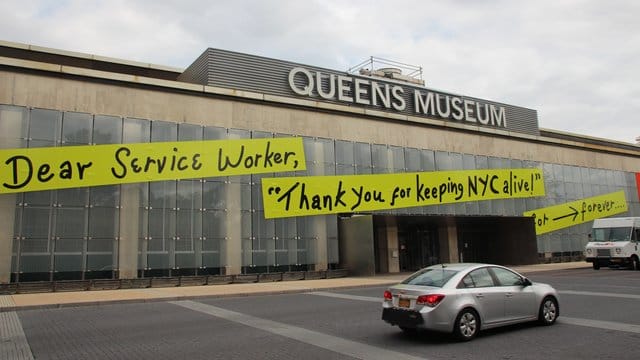 QUEENS MUSEUM
Dear Service Worker,
"Thank you for keeping NYC alive!"
for → forever....